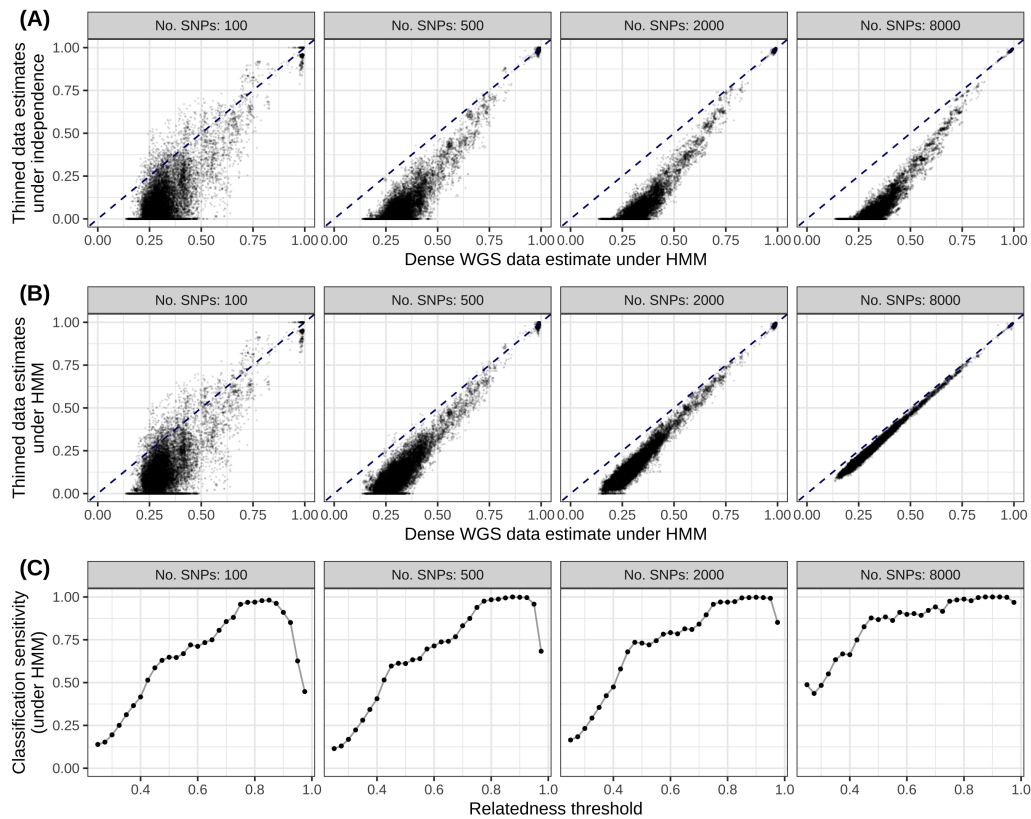 (A)
No. SNPs: 100 No. SNPs: 500 No. SNPs: 2000 No. SNPs: 8000
Thinned data estimates
under independence
1.00
0.75
0.50
0.25
0.00
0.00 0.25 0.50 0.75 1.00 0.00 0.25 0.50 0.75 1.00 0.00 0.25 0.50 0.75 1.00 0.00 0.25 0.50 0.75 1.00
Dense WGS data estimate under HMM
(B)
No. SNPs: 100 No. SNPs: 500 No. SNPs: 2000 No. SNPs: 8000
Thinned data estimates
under HMM
1.00
0.75
0.50
0.25
0.00
0.00 0.25 0.50 0.75 1.00 0.00 0.25 0.50 0.75 1.00 0.00 0.25 0.50 0.75 1.00 0.00 0.25 0.50 0.75 1.00
Dense WGS data estimate under HMM
(C)
No. SNPs: 100 No. SNPs: 500 No. SNPs: 2000 No. SNPs: 8000
Classification sensitivity
(under HMM)
1.00
0.75
0.50
0.25
0.00
0.4 0.6 0.8 1.0 0.4 0.6 0.8 1.0 0.4 0.6 0.8 1.0 0.4 0.6 0.8 1.0
Relatedness threshold